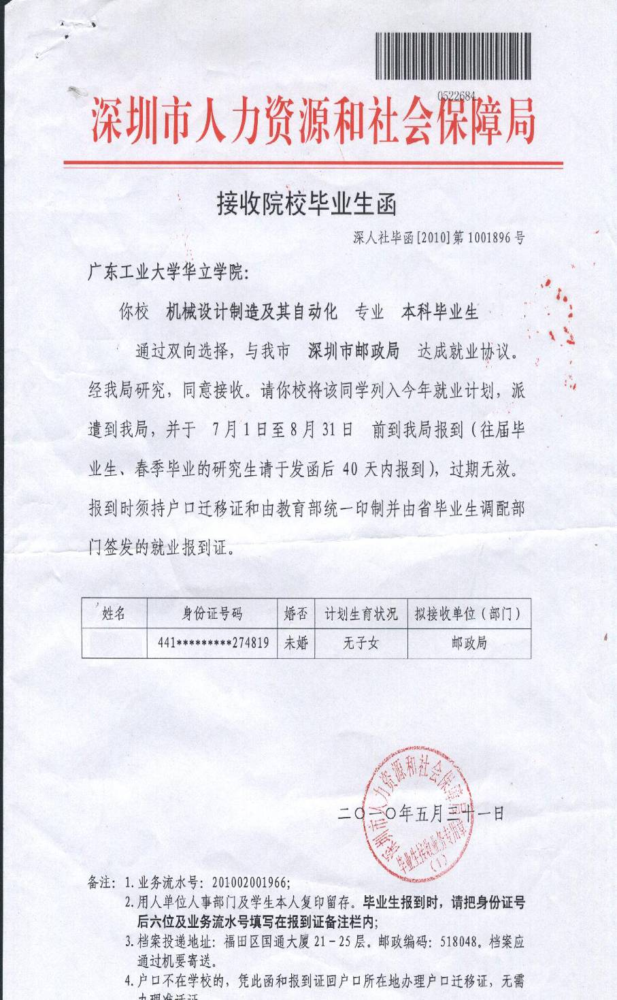 0522684
深圳市人力资源和社会保障局
接收院校毕业生函
深人社毕函[2010]第1001896号
广东工业大学华立学院：
你校 机械设计制造及其自动化 专业 本科毕业生
通过双向选择，与我市 深圳市邮政局 达成就业协议。
经我局研究，同意接收。请你校将该同学列入今年就业计划，派
遣到我局，并于 7月1日至8月31日 前到我局报到（往届毕
业生、春季毕业的研究生请于发函后 40 天内报到），过期无效。
报到时须持户口迁移证和由教育部统一印制并由省毕业生调配部
门签发的就业报到证。
姓名 身份证号码 婚否 计划生育状况 拟接收单位（部门）
441*********274819 未婚 无子女 邮政局
深圳市人力资源和社会保障局
二〇一〇年五月三十一日
毕业生接收业务专用章
（1）
备注：1.业务流水号：201002001966;
2.用人单位人事部门及学生本人复印留存。毕业生报到时，请把身份证号
后六位及业务流水号填写在报到证备注栏内;
3.档案投递地址：福田区国通大厦21－25层。邮政编码：518048。档案应
通过机要寄送。
4.户口不在学校的，凭此函和报到证回户口所在地办理户口迁移证，无需